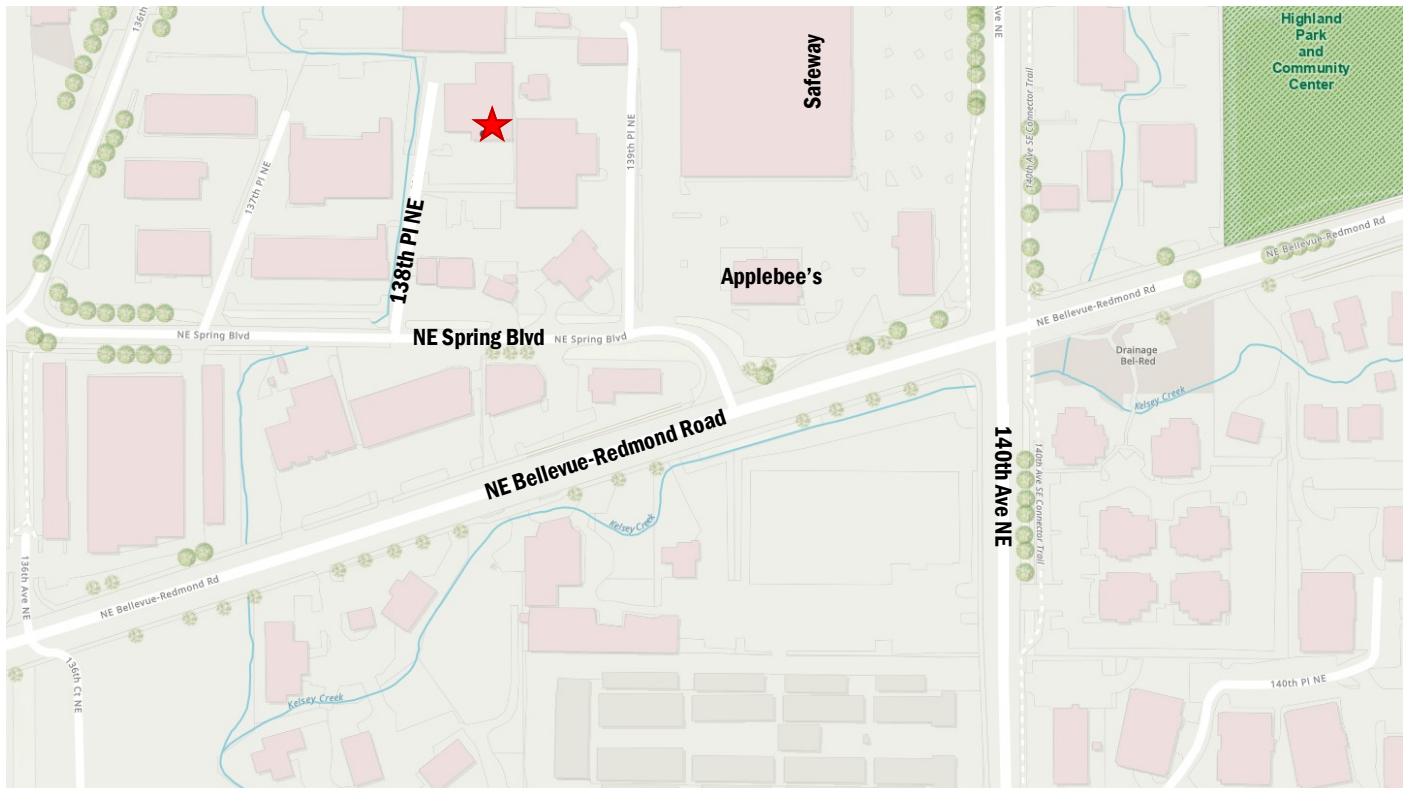 136th
Ave NE
Highland
Park
and
Community
Center
Safeway
140th Ave SE Connector Trail
139th Pl NE
137th Pl NE
138th Pl NE
NE Bellevue-Redmond Rd
Applebee's
NE Bellevue-Redmond Rd
NE Spring Blvd
NE Spring Blvd
NE Spring Blvd
Drainage
Bel-Red
Kelsey Creek
NE Bellevue-Redmond Road
140th Ave NE
140th Ave SE Connector Trail
Kelsey Creek
136th Ave NE
NE Bellevue-Redmond Rd
136th Ct NE
140th Pl NE
Kelsey Creek